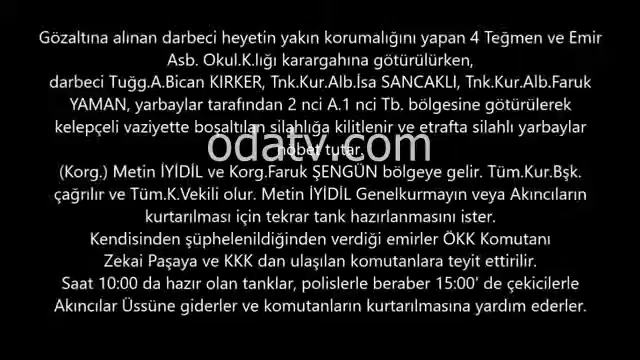 Gözaltına alınan darbeci heyetin yakın korumalığını yapan 4 Teğmen ve Emir
Asb. Okul.K.lığı karargahına götürülürken,
darbeci Tuğg.A.Bican KIRKER, Tnk.Kur.Alb.İsa SANCAKLI, Tnk.Kur.Alb.Faruk
YAMAN, yarbaylar tarafından 2 nci A.1 nci Tb. bölgesine götürülerek
kelepçeli vaziyette boşaltılan silahlığa kilitlenir ve etrafta silahlı yarbaylar
nöbet tutar.
odatv.com
(Korg.) Metin İYİDİL ve Korg.Faruk ŞENGÜN bölgeye gelir. Tüm.Kur.Bşk.
çağrılır ve Tüm.K.Vekili olur. Metin İYİDİL Genelkurmayın veya Akıncıların
kurtarılması için tekrar tank hazırlanmasını ister.
Kendisinden şüphelenildiğinden verdiği emirler ÖKK Komutanı
Zekai Paşaya ve KKK dan ulaşılan komutanlara teyit ettirilir.
Saat 10:00 da hazır olan tanklar, polislerle beraber 15:00' de çekicilerle
Akıncılar Üssüne giderler ve komutanların kurtarılmasına yardım ederler.